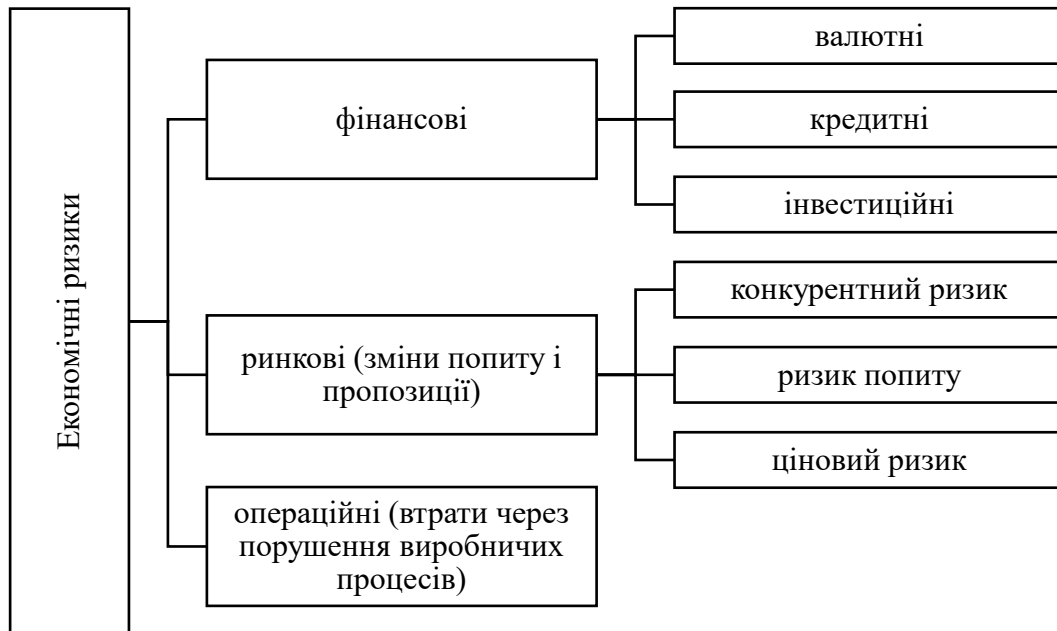 Економічні ризики
фінансові
валютні
кредитні
інвестиційні
ринкові (зміни попиту і
пропозиції)
конкурентний ризик
ризик попиту
ціновий ризик
операційні (втрати через
порушення виробничих
процесів)